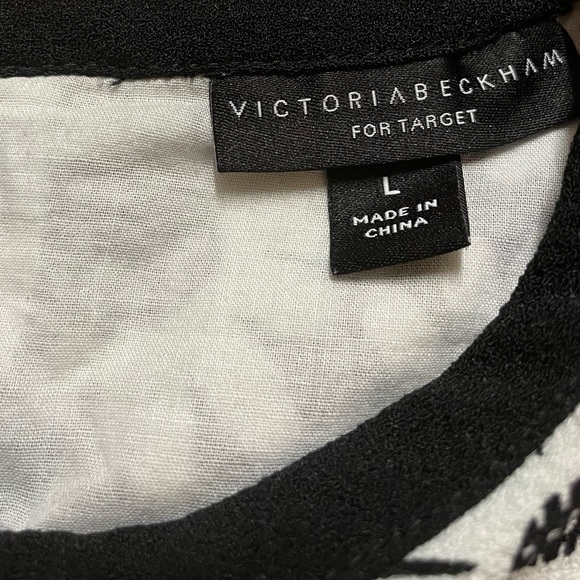 VICTORIABECKHAM
FOR TARGET
L
MADE IN
CHINA